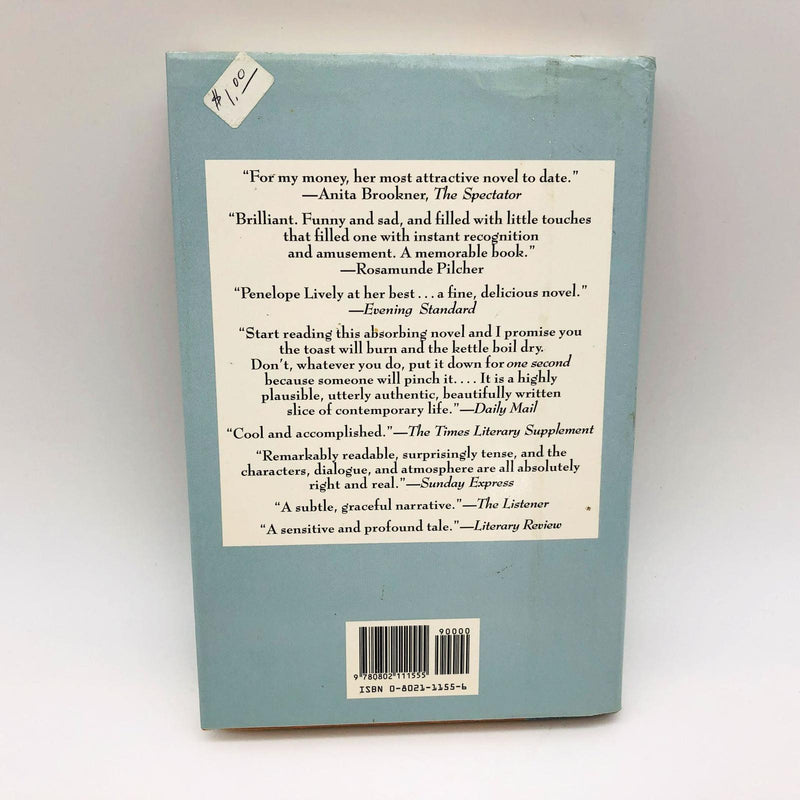 $1.00
“For my money, her most attractive novel to date.”
—Anita Brookner, The Spectator
“Brilliant. Funny and sad, and filled with little touches
that filled one with instant recognition
and amusement. A memorable book.”
—Rosamunde Pilcher
“Penelope Lively at her best . . . a fine, delicious novel.”
—Evening Standard
“Start reading this absorbing novel and I promise you
the toast will burn and the kettle boil dry.
Don’t, whatever you do, put it down for one second
because someone will pinch it. . . . It is a highly
plausible, utterly authentic, beautifully written
slice of contemporary life.”—Daily Mail
“Cool and accomplished.”—The Times Literary Supplement
“Remarkably readable, surprisingly tense, and the
characters, dialogue, and atmosphere are all absolutely
right and real.”—Sunday Express
“A subtle, graceful narrative.”—The Listener
“A sensitive and profound tale.”—Literary Review
90000
9 780802 111555
ISBN 0-8021-1155-6